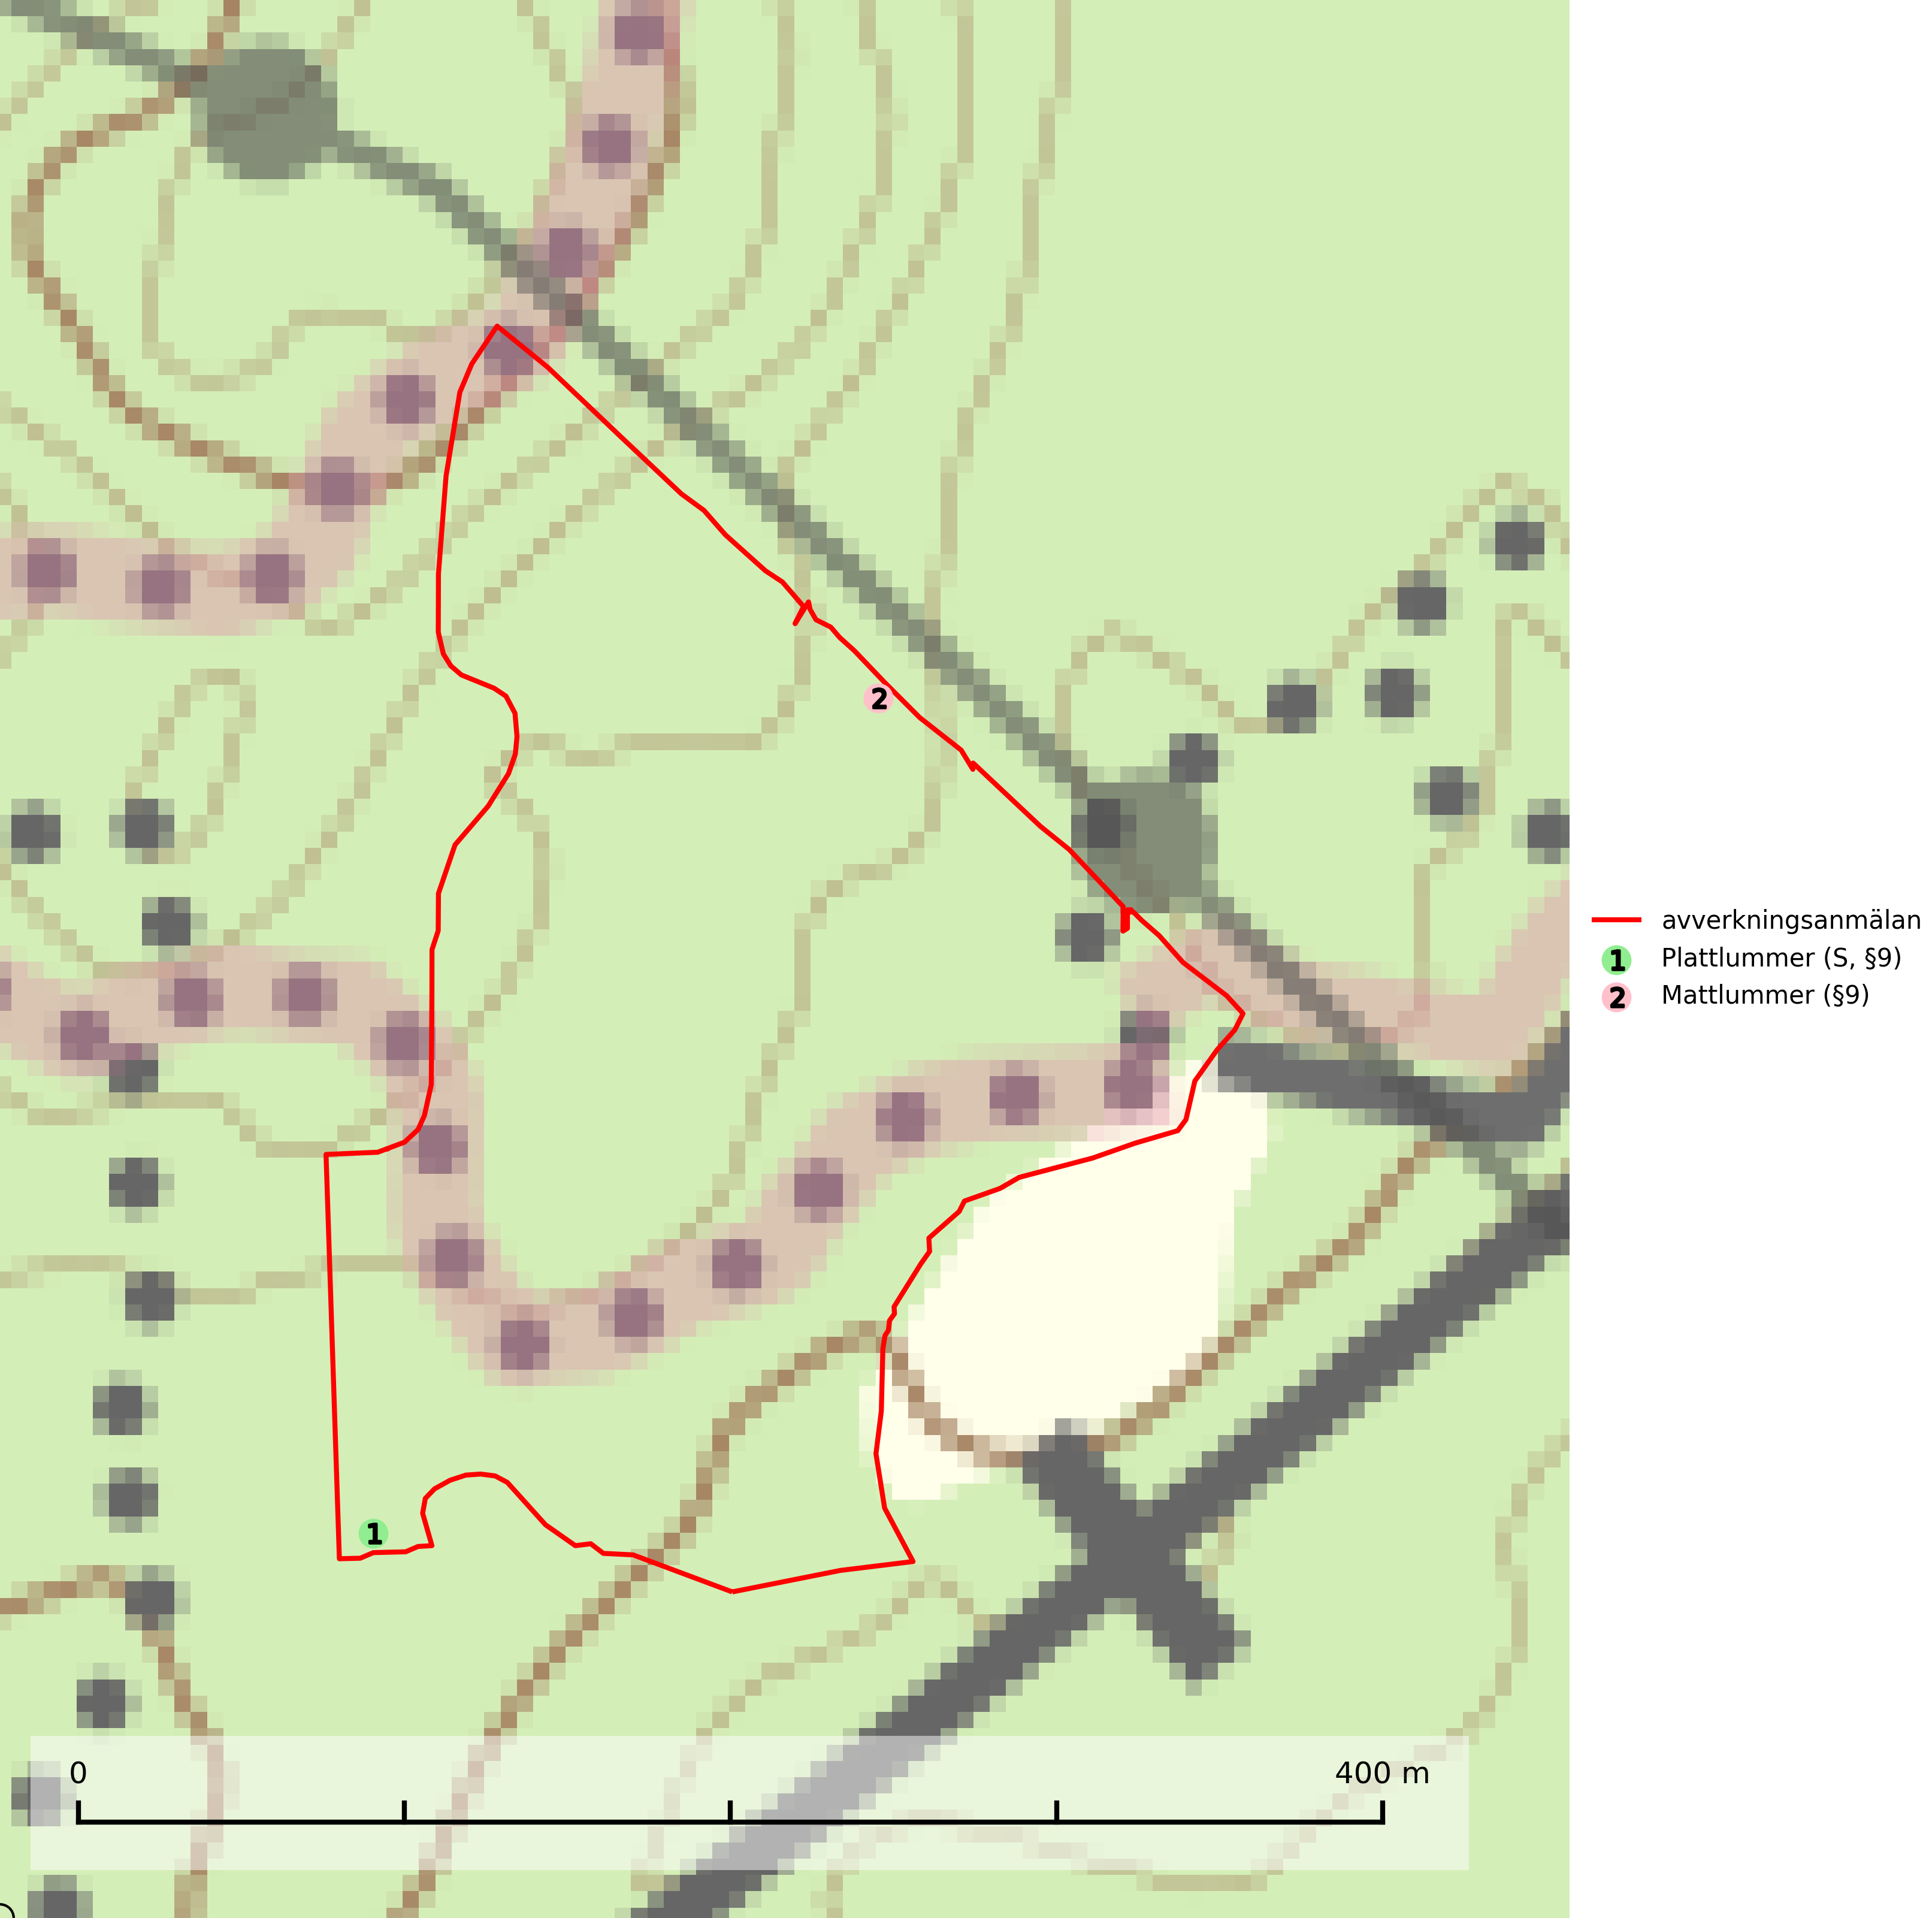 2
avverkningsanmälan
1 Plattlummer (S, §9)
2 Mattlummer (§9)
1
0 400 m